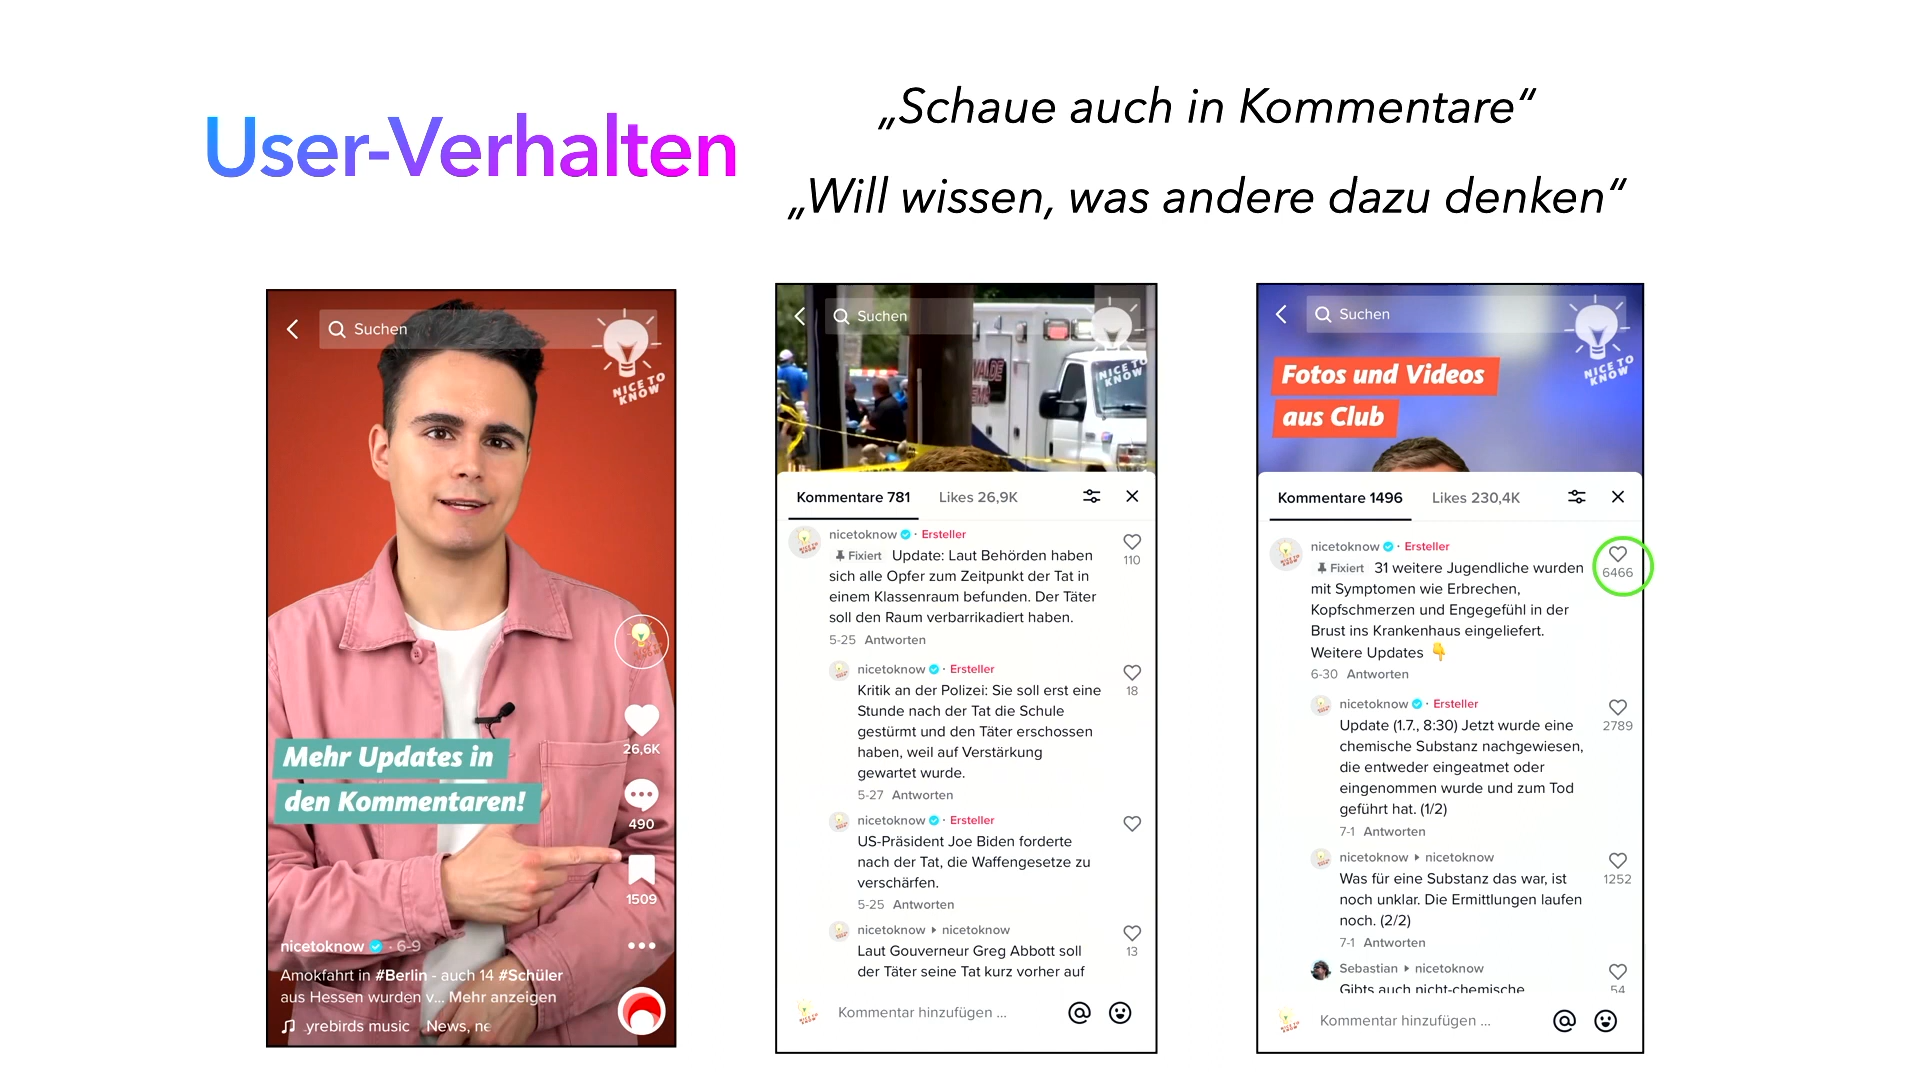 User-Verhalten
„Schaue auch in Kommentare“
„Will wissen, was andere dazu denken“
Suchen
NICE TO
KNOW
Mehr Updates in
den Kommentaren!
26,6K
490
1509
nicetoknow · 6-9
Amokfahrt in #Berlin - auch 14 #Schüler
aus Hessen wurden v... Mehr anzeigen
yrebirds music News, ne
Suchen
NICE TO
KNOW
Kommentare 781 Likes 26,9K
nicetoknow · Ersteller
Fixiert Update: Laut Behörden haben
sich alle Opfer zum Zeitpunkt der Tat in
einem Klassenraum befunden. Der Täter
soll den Raum verbarrikadiert haben.
110
5-25 Antworten
nicetoknow · Ersteller
Kritik an der Polizei: Sie soll erst eine
Stunde nach der Tat die Schule
gestürmt und den Täter erschossen
haben, weil auf Verstärkung
gewartet wurde.
18
5-27 Antworten
nicetoknow · Ersteller
US-Präsident Joe Biden forderte
nach der Tat, die Waffengesetze zu
verschärfen.
5-25 Antworten
nicetoknow nicetoknow
Laut Gouverneur Greg Abbott soll
der Täter seine Tat kurz vorher auf
13
Kommentar hinzufügen ...
Suchen
NICE TO
KNOW
Fotos und Videos
aus Club
Kommentare 1496 Likes 230,4K
nicetoknow · Ersteller
Fixiert 31 weitere Jugendliche wurden
mit Symptomen wie Erbrechen,
Kopfschmerzen und Engegefühl in der
Brust ins Krankenhaus eingeliefert.
Weitere Updates 👇
6466
6-30 Antworten
nicetoknow · Ersteller
Update (1.7., 8:30) Jetzt wurde eine
chemische Substanz nachgewiesen,
die entweder eingeatmet oder
eingenommen wurde und zum Tod
geführt hat. (1/2)
2789
7-1 Antworten
nicetoknow nicetoknow
Was für eine Substanz das war, ist
noch unklar. Die Ermittlungen laufen
noch. (2/2)
1252
7-1 Antworten
Sebastian nicetoknow
Gibts auch nicht-chemische
54
Kommentar hinzufügen ...